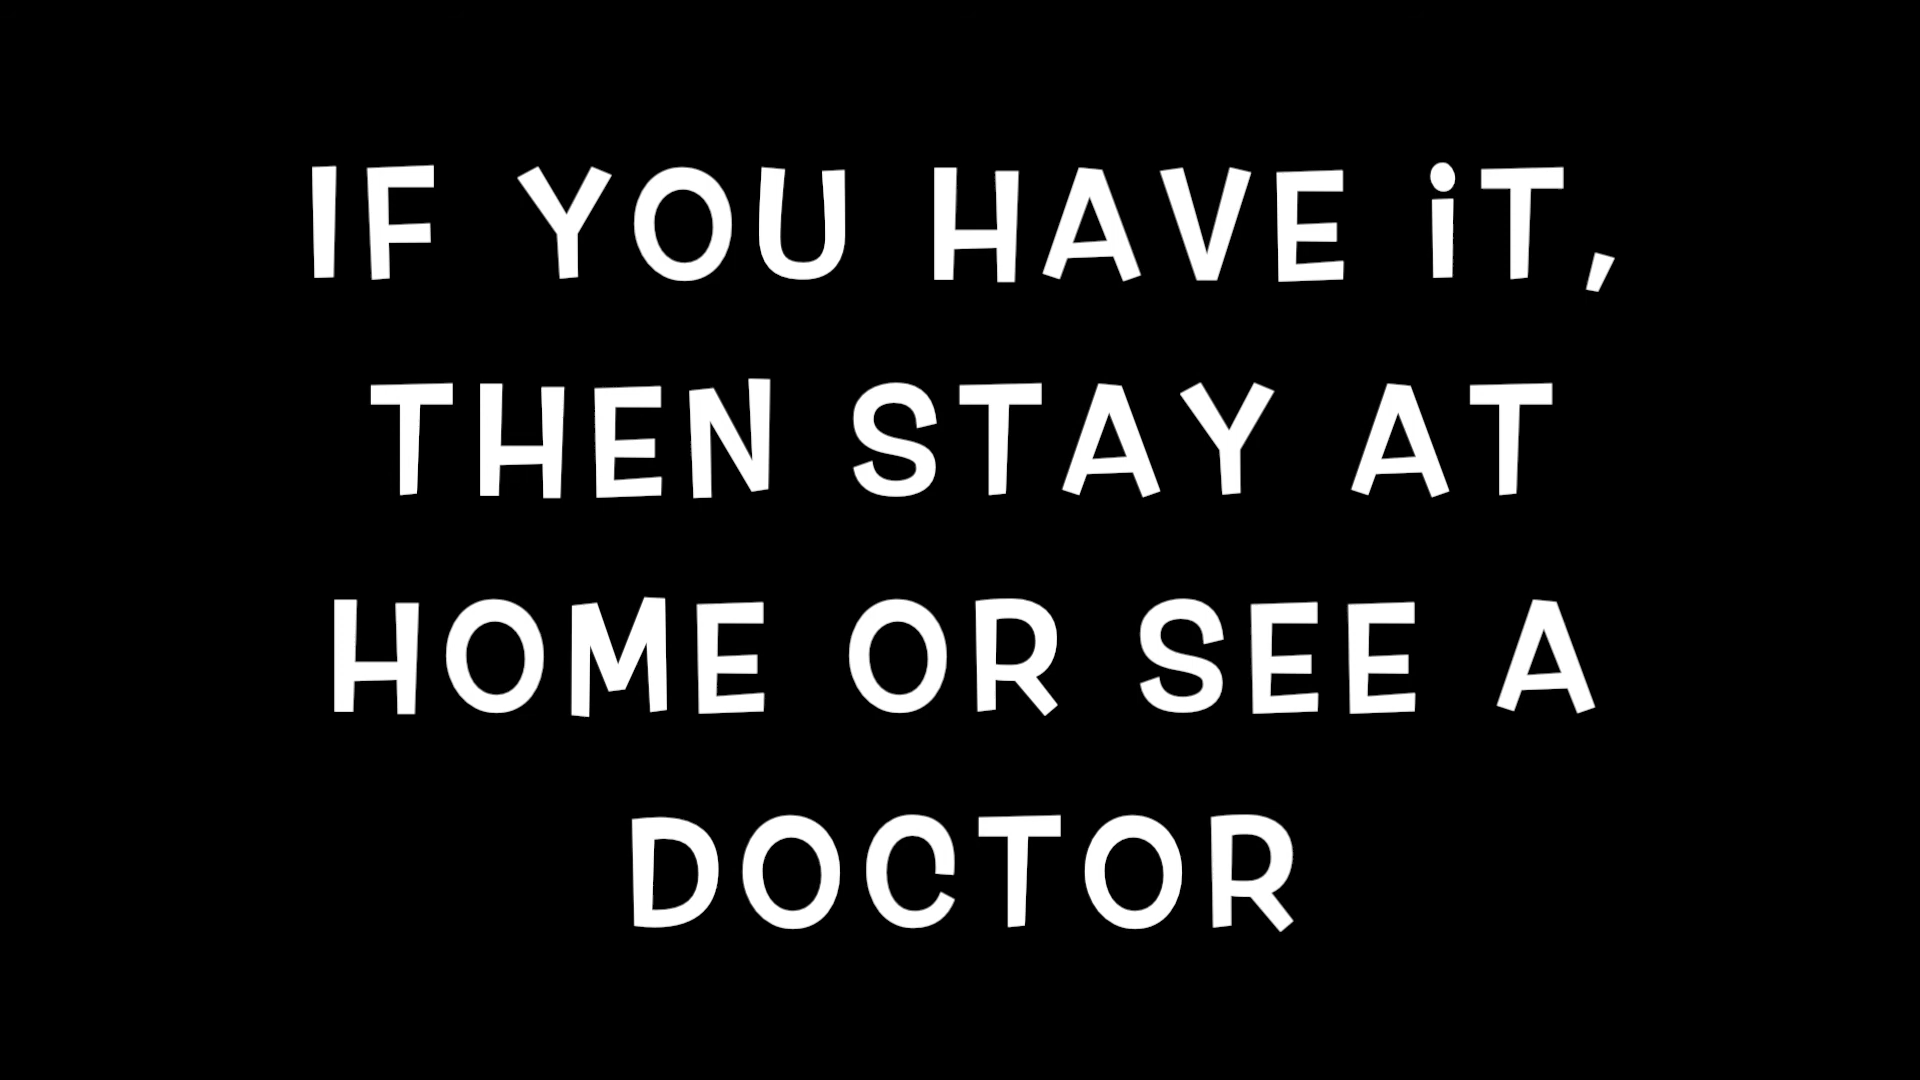 IF YOU HAVE iT,
THEN STAY AT
HOME OR SEE A
DOCTOR